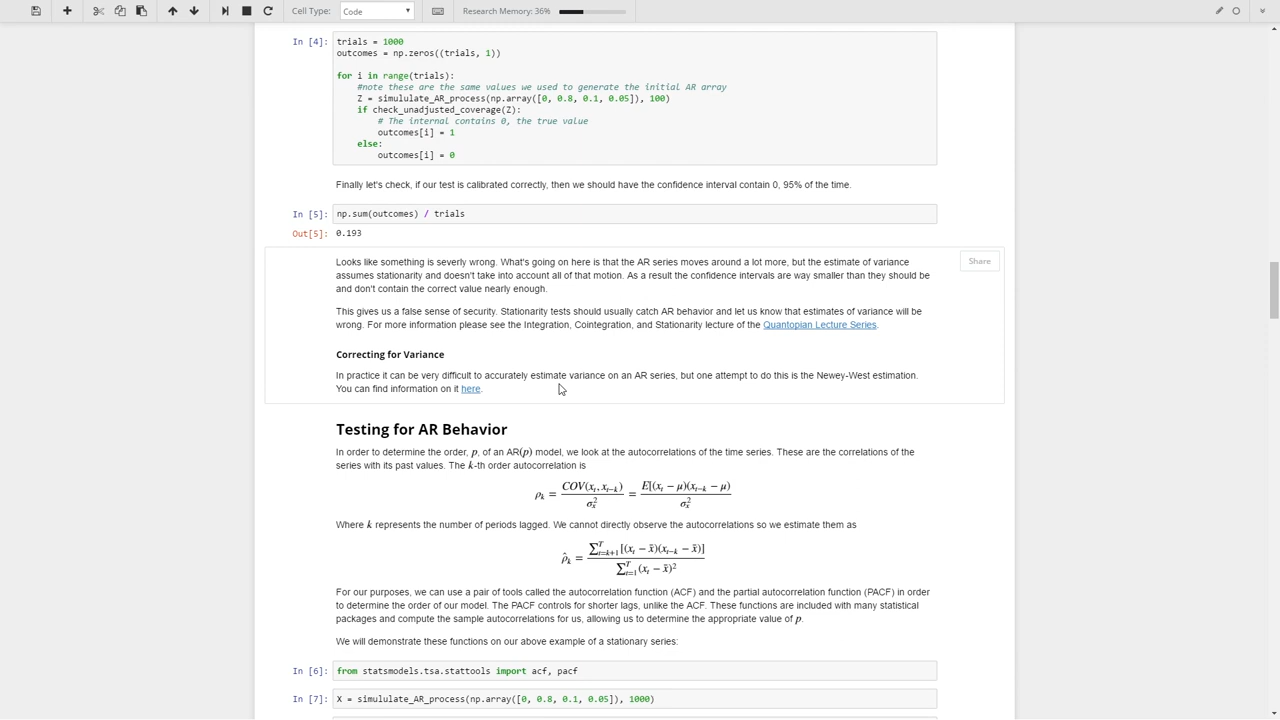 Cell Type: Code Research Memory: 36%
In [4]: trials = 1000
outcomes = np.zeros((trials, 1))
for i in range(trials):
#note these are the same values we used to generate the initial AR array
Z = simululate_AR_process(np.array([0, 0.8, 0.1, 0.05]), 100)
if check_unadjusted_coverage(Z):
# The internal contains 0, the true value
outcomes[i] = 1
else:
outcomes[i] = 0
Finally let's check, if our test is calibrated correctly, then we should have the confidence interval contain 0, 95% of the time.
In [5]: np.sum(outcomes) / trials
Out[5]: 0.193
Looks like something is severly wrong. What's going on here is that the AR series moves around a lot more, but the estimate of variance
assumes stationarity and doesn't take into account all of that motion. As a result the confidence intervals are way smaller than they should be
and don't contain the correct value nearly enough.
Share
This gives us a false sense of security. Stationarity tests should usually catch AR behavior and let us know that estimates of variance will be
wrong. For more information please see the Integration, Cointegration, and Stationarity lecture of the Quantopian Lecture Series.
Correcting for Variance
In practice it can be very difficult to accurately estimate variance on an AR series, but one attempt to do this is the Newey-West estimation.
You can find information on it here.
Testing for AR Behavior
In order to determine the order, p, of an AR(p) model, we look at the autocorrelations of the time series. These are the correlations of the
series with its past values. The k-th order autocorrelation is
ρₖ = COV(xₜ, xₜ₋ₖ) / σₓ² = E[(xₜ − μ)(xₜ₋ₖ − μ) / σₓ²
Where k represents the number of periods lagged. We cannot directly observe the autocorrelations so we estimate them as
ρ̂ₖ = ∑ᵀₜ₌ₖ₊₁[(xₜ − x̄)(xₜ₋ₖ − x̄)] / ∑ᵀₜ₌₁(xₜ − x̄)²
For our purposes, we can use a pair of tools called the autocorrelation function (ACF) and the partial autocorrelation function (PACF) in order
to determine the order of our model. The PACF controls for shorter lags, unlike the ACF. These functions are included with many statistical
packages and compute the sample autocorrelations for us, allowing us to determine the appropriate value of p.
We will demonstrate these functions on our above example of a stationary series:
In [6]: from statsmodels.tsa.stattools import acf, pacf
In [7]: X = simululate_AR_process(np.array([0, 0.8, 0.1, 0.05]), 1000)